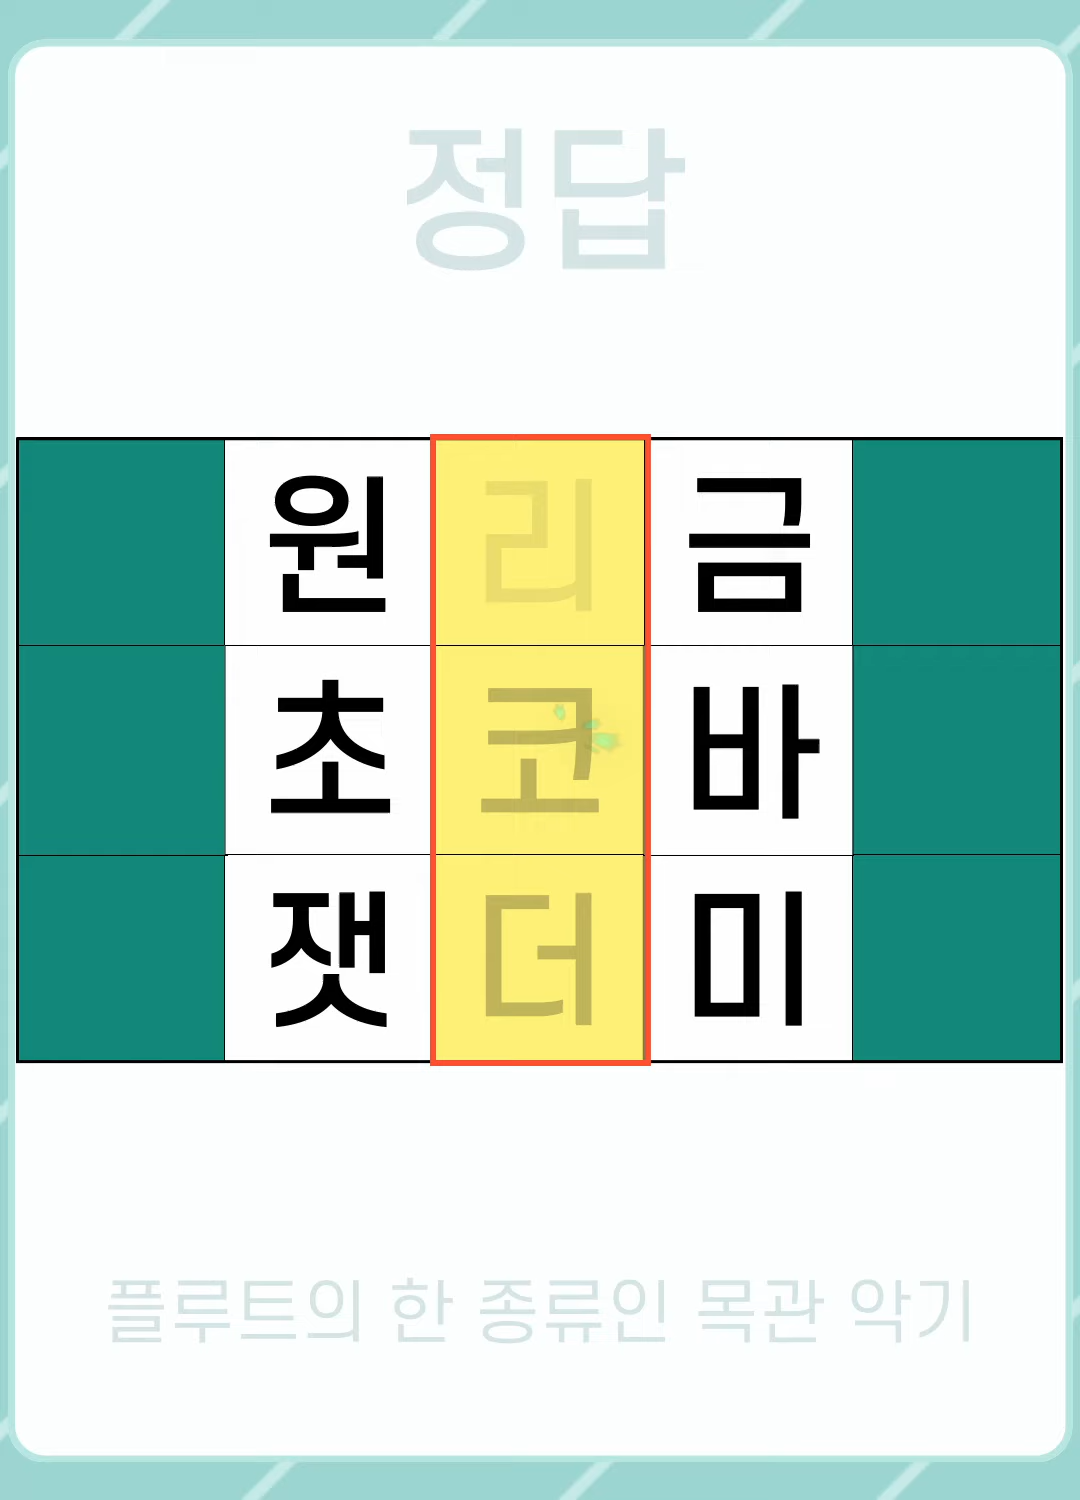 정답
원 리 금
초 코 바
잿 더 미
플루트의 한 종류인 목관 악기